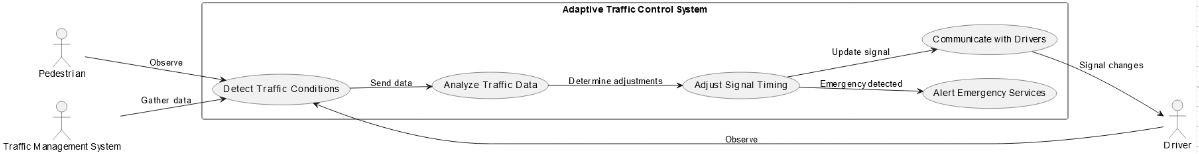 Adaptive Traffic Control System
Communicate with Drivers
Update signal
Observe
Pedestrian
Signal changes
Gather data
Detect Traffic Conditions
Send data
Analyze Traffic Data
Determine adjustments
Adjust Signal Timing
Emergency detected
Alert Emergency Services
Traffic Management System
Observe
Driver